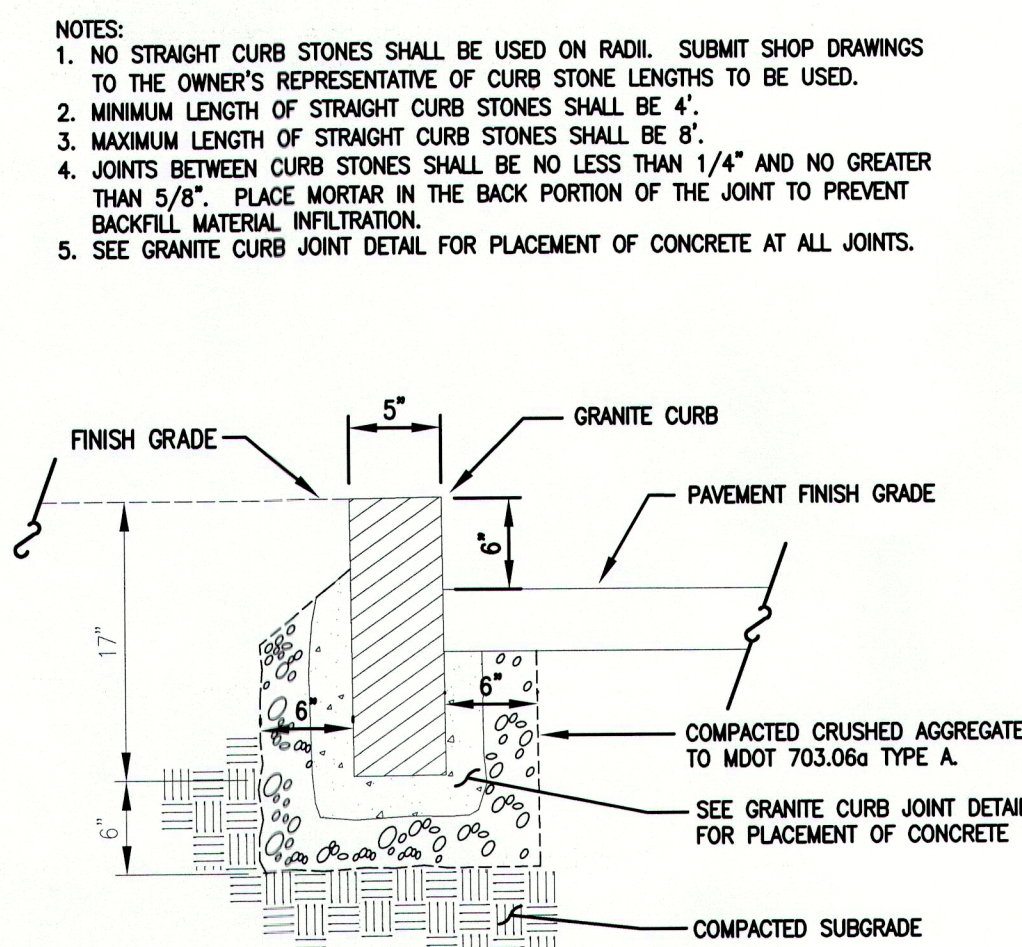 NOTES:
1. NO STRAIGHT CURB STONES SHALL BE USED ON RADII. SUBMIT SHOP DRAWINGS
TO THE OWNER'S REPRESENTATIVE OF CURB STONE LENGTHS TO BE USED.
2. MINIMUM LENGTH OF STRAIGHT CURB STONES SHALL BE 4'.
3. MAXIMUM LENGTH OF STRAIGHT CURB STONES SHALL BE 8'.
4. JOINTS BETWEEN CURB STONES SHALL BE NO LESS THAN 1/4" AND NO GREATER
THAN 5/8". PLACE MORTAR IN THE BACK PORTION OF THE JOINT TO PREVENT
BACKFILL MATERIAL INFILTRATION.
5. SEE GRANITE CURB JOINT DETAIL FOR PLACEMENT OF CONCRETE AT ALL JOINTS.
5"
GRANITE CURB
FINISH GRADE
PAVEMENT FINISH GRADE
6"
17"
6"
6"
COMPACTED CRUSHED AGGREGATE
TO MDOT 703.06a TYPE A.
SEE GRANITE CURB JOINT DETAIL
FOR PLACEMENT OF CONCRETE
6"
COMPACTED SUBGRADE